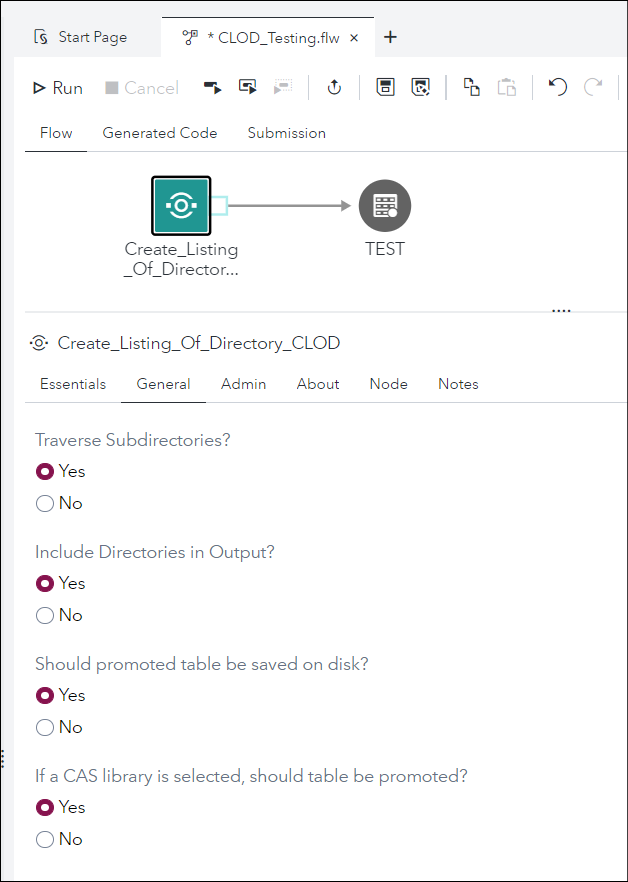 Start Page
* CLOD_Testing.flw × +
Run Cancel
Flow Generated Code Submission
Create_Listing
_Of_Director...
TEST
Create_Listing_Of_Directory_CLOD
Essentials General Admin About Node Notes
Traverse Subdirectories?
Yes
No
Include Directories in Output?
Yes
No
Should promoted table be saved on disk?
Yes
No
If a CAS library is selected, should table be promoted?
Yes
No